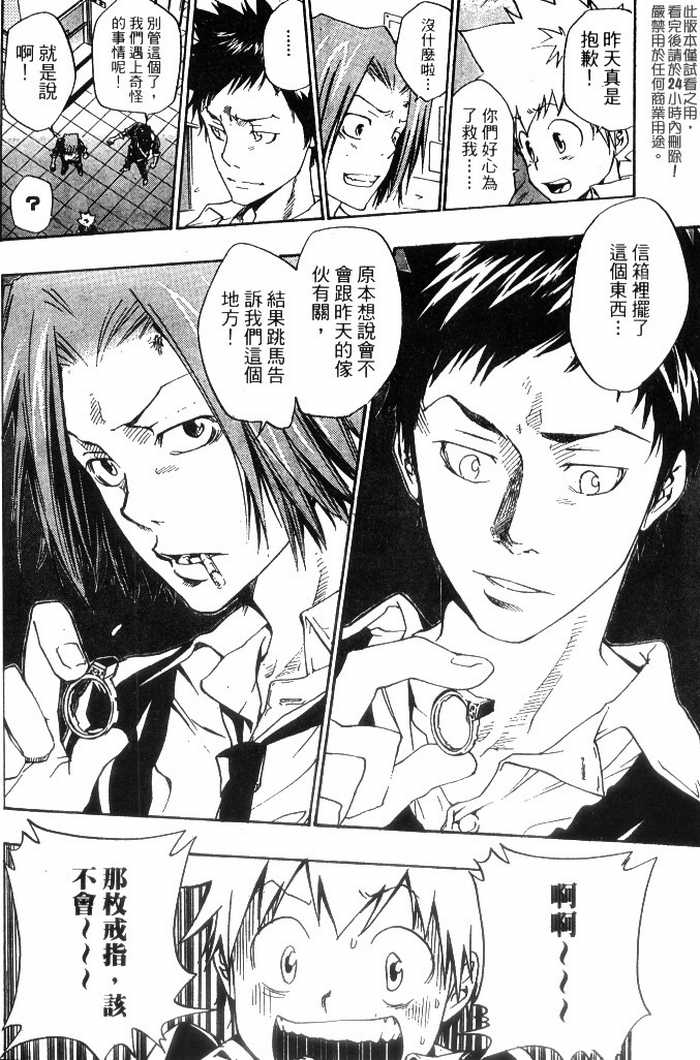 此版本僅試看之用，
看完後請於24小時內刪除！
嚴禁用於任何商業用途。
昨天真是
抱歉！
你們好心為
了救我⋯⋯
沒什麼啦⋯
⋯⋯
別管這個了，
我們遇上奇怪
的事情呢！
就是說
啊！
？
信箱裡擺了
這個東西⋯
原本想說會不
會跟昨天的傢
伙有關，
結果跳馬告
訴我們這個
地方！
啊啊～～～
那枚戒指，該
不會～～～